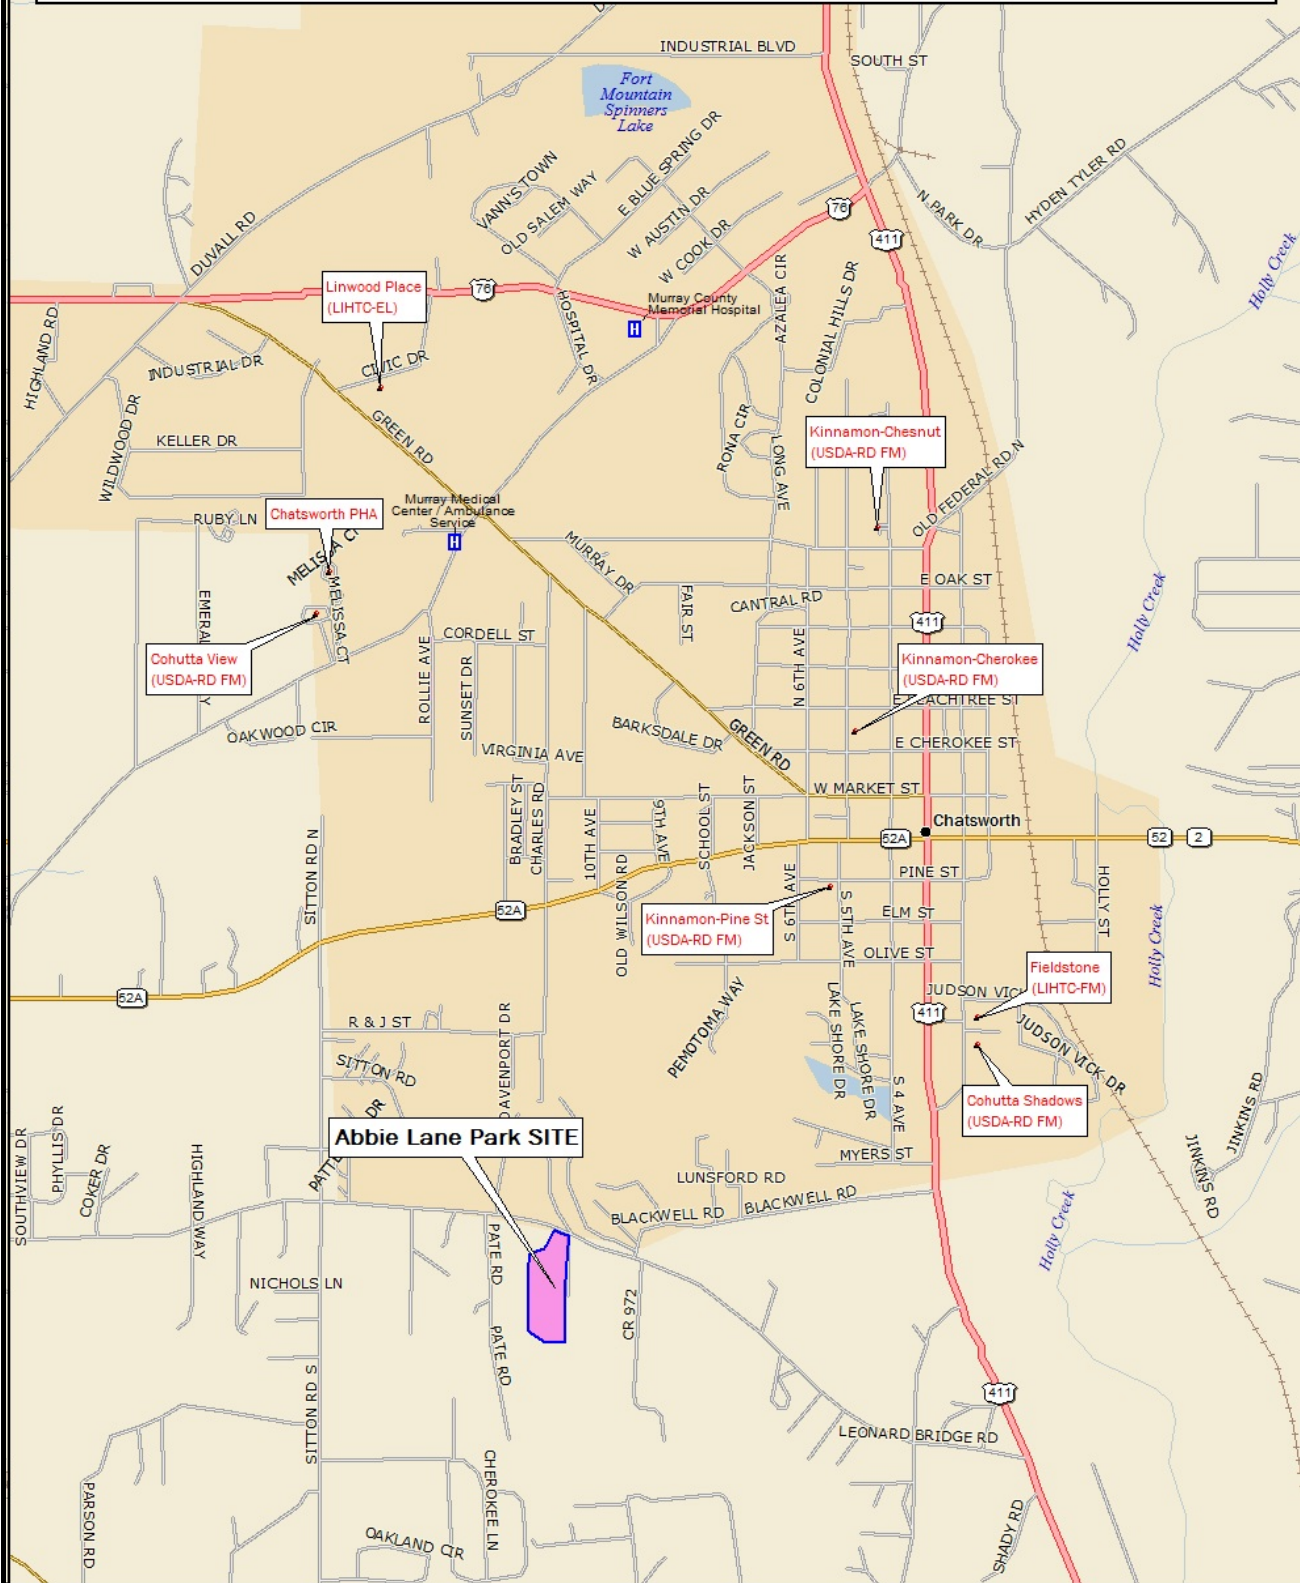 INDUSTRIAL BLVD
SOUTH ST
Fort
Mountain
Spinners
Lake
HYDEN TYLER RD
VANN'S TOWN
OLD SALEM WAY
E BLUE SPRING DR
W AUSTIN DR
W COOK DR
76
N PARK DR
411
DUVALL RD
Holly Creek
Linwood Place
(LIHTC-EL)
76
Murray County
Memorial Hospital
H
HOSPITAL DR
AZALEA CIR
COLONIAL HILLS DR
HIGHLAND RD
INDUSTRIAL DR
CIVIC DR
GREEN RD
WILDWOOD DR
KELLER DR
RONA CIR
LONG AVE
Kinnamon-Chesnut
(USDA-RD FM)
OLD FEDERAL RD N
RUBY LN
Chatsworth PHA
Murray Medical
Center / Ambulance
Service
H
MELISSA
MELISSA CT
MURRAY DR
E OAK ST
FAIR ST
CANTRAL RD
411
Holly Creek
CORDELL ST
Cohutta View
(USDA-RD FM)
ROLLIE AVE
SUNSET DR
N 6TH AVE
Kinnamon-Cherokee
(USDA-RD FM)
OAKWOOD CIR
VIRGINIA AVE
BARKSDALE DR
GREEN RD
E CHEROKEE ST
W MARKET ST
BRADLEY ST
CHARLES RD
10TH AVE
9TH AVE
SCHOOL ST
JACKSON ST
Chatsworth
52A
52
2
SITTON RD N
OLD WILSON RD
PINE ST
HOLLY ST
52A
Kinnamon-Pine St
(USDA-RD FM)
S 6TH AVE
S 5TH AVE
ELM ST
OLIVE ST
Holly Creek
Fieldstone
(LIHTC-FM)
52A
JUDSON VICK
411
R & J ST
DAVENPORT DR
PEMOTOMA WAY
LAKE SHORE DR
LAKE SHORE DR
JUDSON VICK DR
SITTON RD
S 4 AVE
Cohutta Shadows
(USDA-RD FM)
DR
Abbie Lane Park SITE
SOUTHVIEW DR
PHYLLIS DR
COKER DR
HIGHLAND WAY
MYERS ST
LUNSFORD RD
JENKINS RD
JENKINS RD
BLACKWELL RD
BLACKWELL RD
PATE RD
Holly Creek
NICHOLS LN
CR 972
PATE RD
SITTON RD S
411
LEONARD BRIDGE RD
PARSON RD
CHEROKEE LN
OAKLAND CIR
SHADY RD